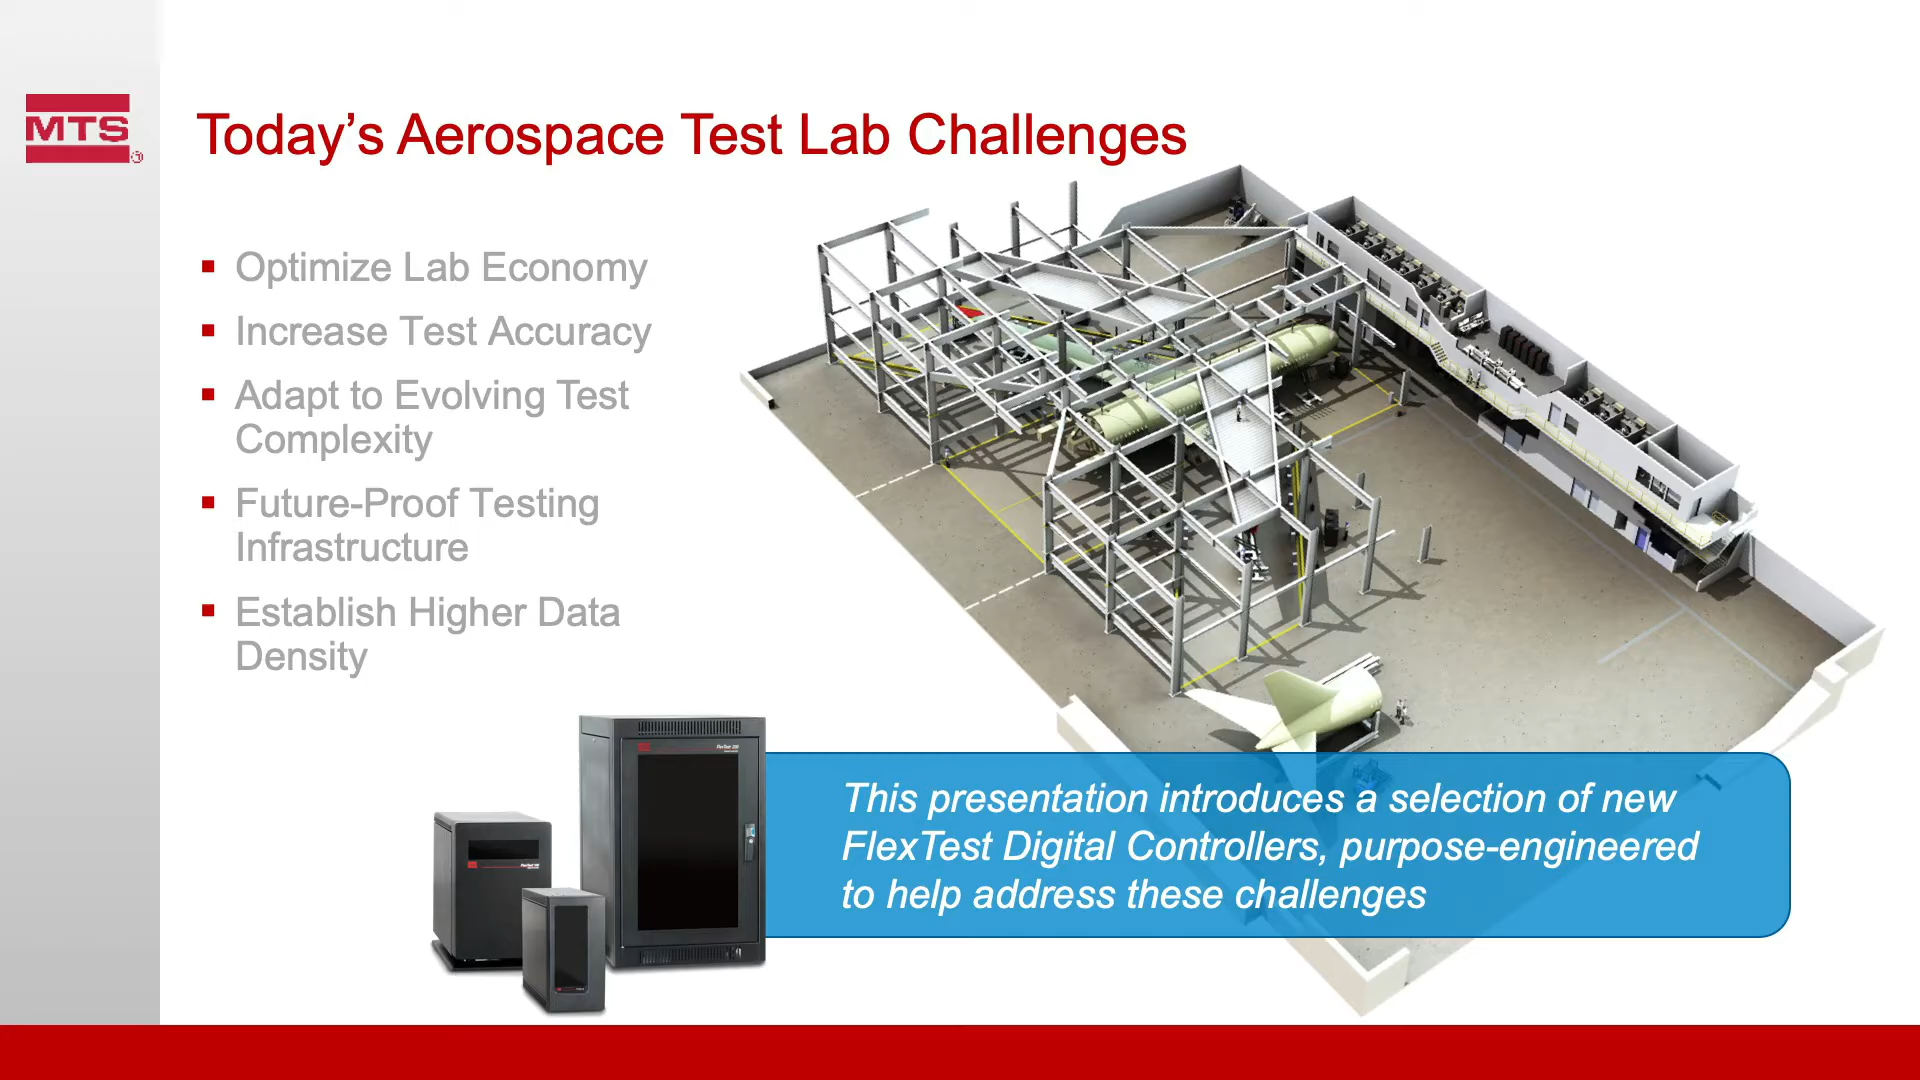 MTS
Today’s Aerospace Test Lab Challenges
Optimize Lab Economy
Increase Test Accuracy
Adapt to Evolving Test
Complexity
Future-Proof Testing
Infrastructure
Establish Higher Data
Density
This presentation introduces a selection of new
FlexTest Digital Controllers, purpose-engineered
to help address these challenges